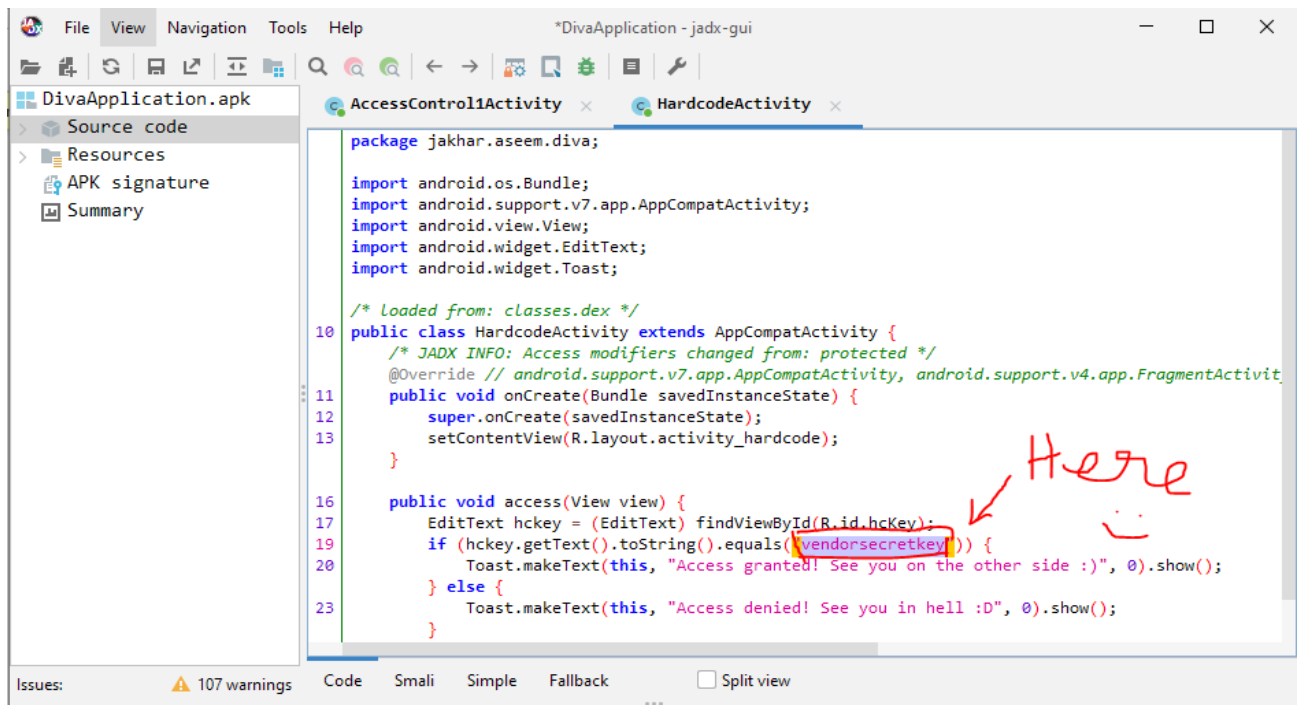 File View Navigation Tools Help *DivaApplication - jadx-gui
DivaApplication.apk
Source code
Resources
APK signature
Summary
AccessControl1Activity HardcodeActivity
package jakhar.aseem.diva;
import android.os.Bundle;
import android.support.v7.app.AppCompatActivity;
import android.view.View;
import android.widget.EditText;
import android.widget.Toast;
/* loaded from: classes.dex */
10 public class HardcodeActivity extends AppCompatActivity {
/* JADX INFO: Access modifiers changed from: protected */
@Override // android.support.v7.app.AppCompatActivity, android.support.v4.app.FragmentActivit
11 public void onCreate(Bundle savedInstanceState) {
12 super.onCreate(savedInstanceState);
13 setContentView(R.layout.activity_hardcode);
}
Here
16 public void access(View view) {
17 EditText hckey = (EditText) findViewById(R.id.hcKey);
19 if (hckey.getText().toString().equals("vendorsecretkey")) {
20 Toast.makeText(this, "Access granted! See you on the other side :)", 0).show();
} else {
23 Toast.makeText(this, "Access denied! See you in hell :D", 0).show();
}
Issues: 107 warnings Code Smali Simple Fallback Split view